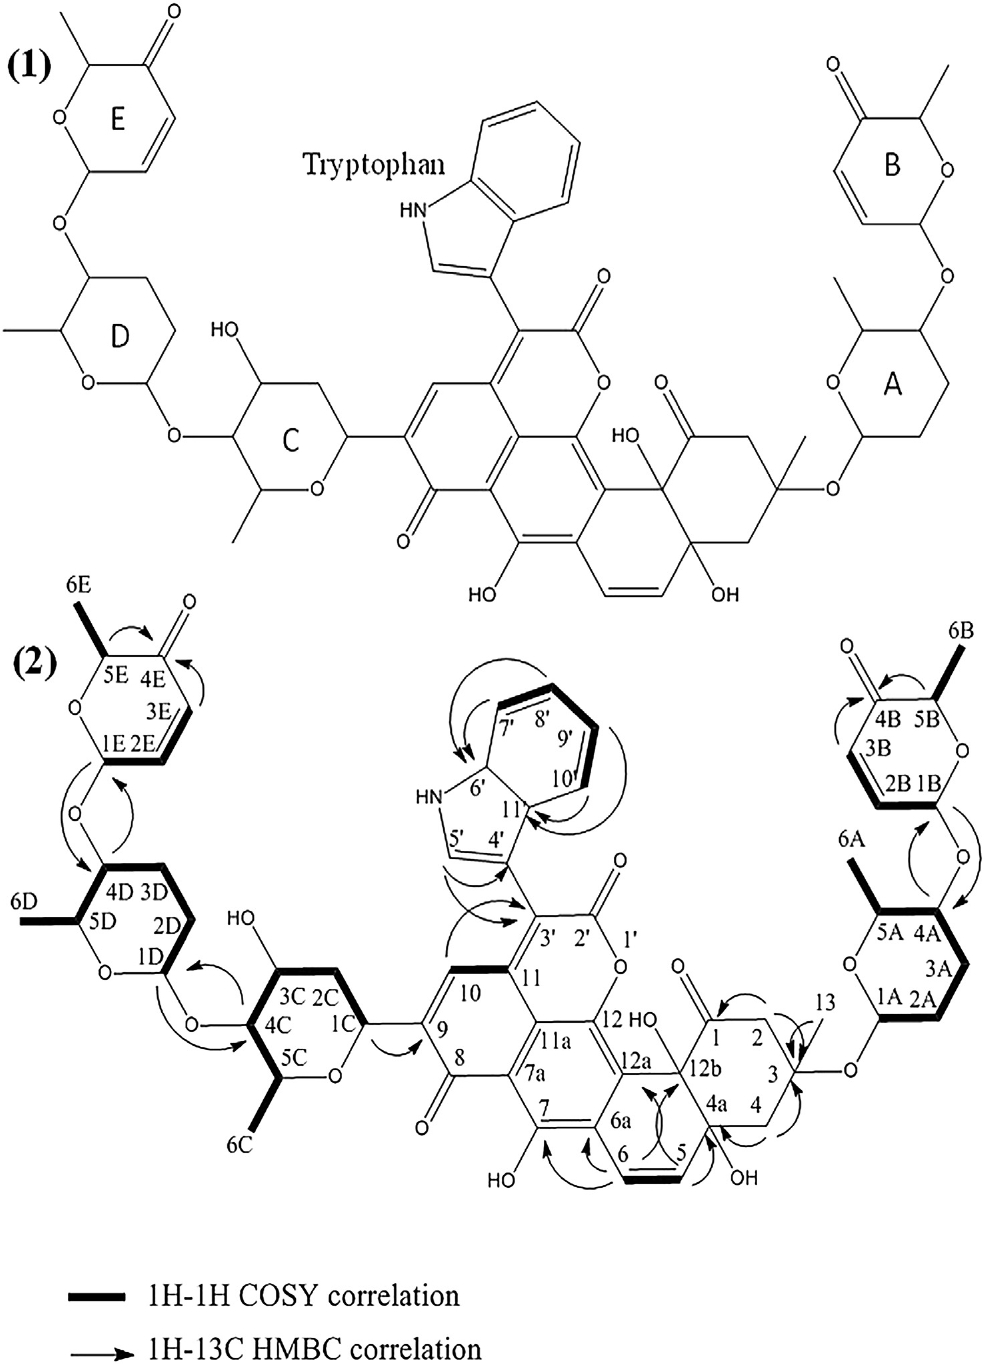 (1)
O
O
E
O
B
O
Tryptophan
HN
O
O
O
D
HO
O
O
O
O
A
O
C
HO
O
O
O
O
HO
OH
6E
O
(2)
5E
4E
O
3E
1E
2E
O
6D
4D
3D
5D
2D
1D
O
HO
3C
2C
O
4C
1C
5C
O
6C
7'
8'
9'
10'
6'
HN
11'
5'
4'
O
3'
2'
1'
O
10
11
9
12
11a
8
7a
O
7
HO
HO
O
12a
12b
1
2
13
3
O
4a
4
6a
6
5
OH
6B
O
4B
5B
3B
O
2B
1B
6A
O
5A
4A
O
3A
1A
2A
1H-1H COSY correlation
1H-13C HMBC correlation